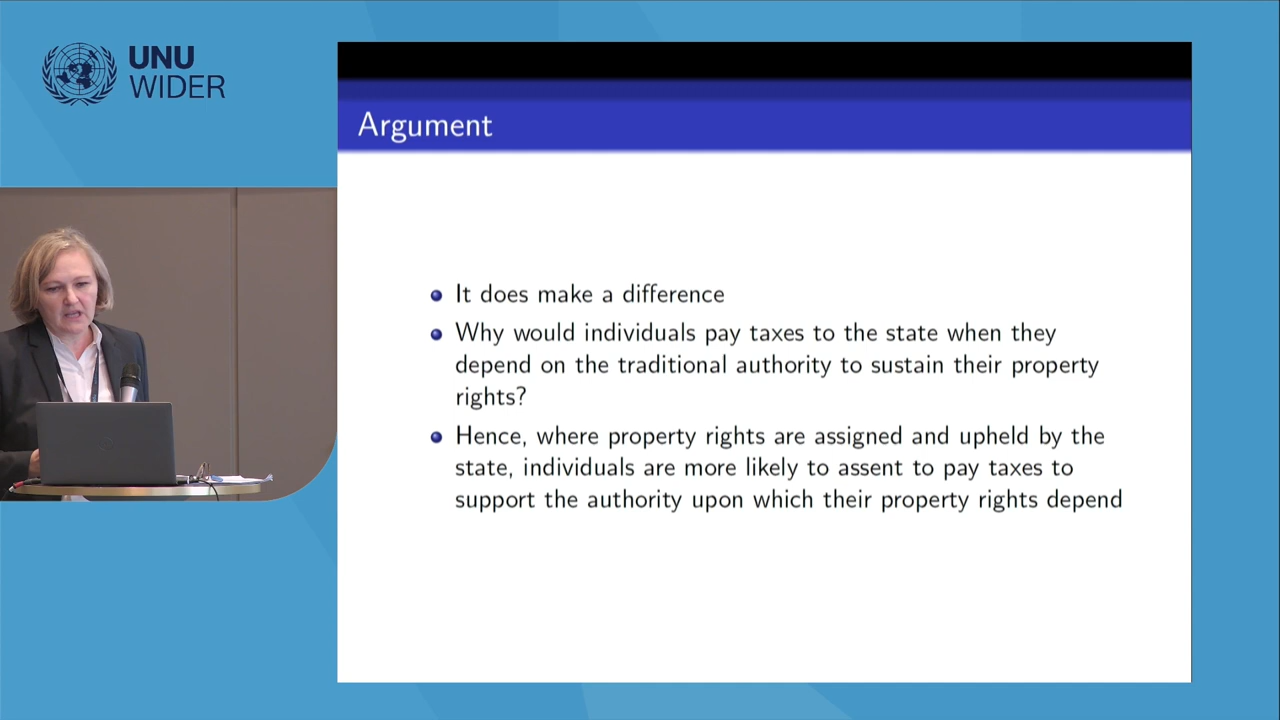 UNU
WIDER
Argument
It does make a difference
Why would individuals pay taxes to the state when they
depend on the traditional authority to sustain their property
rights?
Hence, where property rights are assigned and upheld by the
state, individuals are more likely to assent to pay taxes to
support the authority upon which their property rights depend